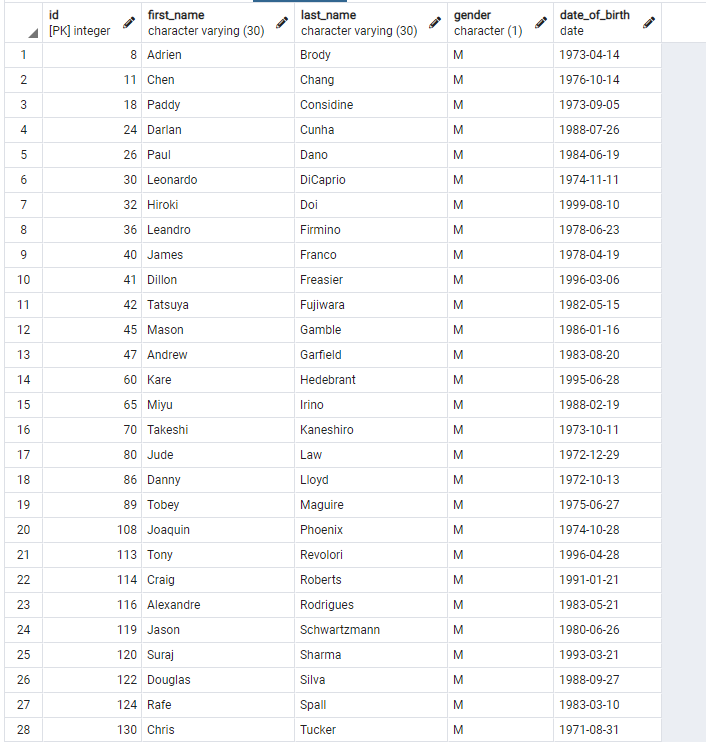 id first_name last_name gender date_of_birth
[PK] integer character varying (30) character varying (30) character (1) date
1 8 Adrien Brody M 1973-04-14
2 11 Chen Chang M 1976-10-14
3 18 Paddy Considine M 1973-09-05
4 24 Darlan Cunha M 1988-07-26
5 26 Paul Dano M 1984-06-19
6 30 Leonardo DiCaprio M 1974-11-11
7 32 Hiroki Doi M 1999-08-10
8 36 Leandro Firmino M 1978-06-23
9 40 James Franco M 1978-04-19
10 41 Dillon Freasier M 1996-03-06
11 42 Tatsuya Fujiwara M 1982-05-15
12 45 Mason Gamble M 1986-01-16
13 47 Andrew Garfield M 1983-08-20
14 60 Kare Hedebrant M 1995-06-28
15 65 Miyu Irino M 1988-02-19
16 70 Takeshi Kaneshiro M 1973-10-11
17 80 Jude Law M 1972-12-29
18 86 Danny Lloyd M 1972-10-13
19 89 Tobey Maguire M 1975-06-27
20 108 Joaquin Phoenix M 1974-10-28
21 113 Tony Revolori M 1996-04-28
22 114 Craig Roberts M 1991-01-21
23 116 Alexandre Rodrigues M 1983-05-21
24 119 Jason Schwartzmann M 1980-06-26
25 120 Suraj Sharma M 1993-03-21
26 122 Douglas Silva M 1988-09-27
27 124 Rafe Spall M 1983-03-10
28 130 Chris Tucker M 1971-08-31